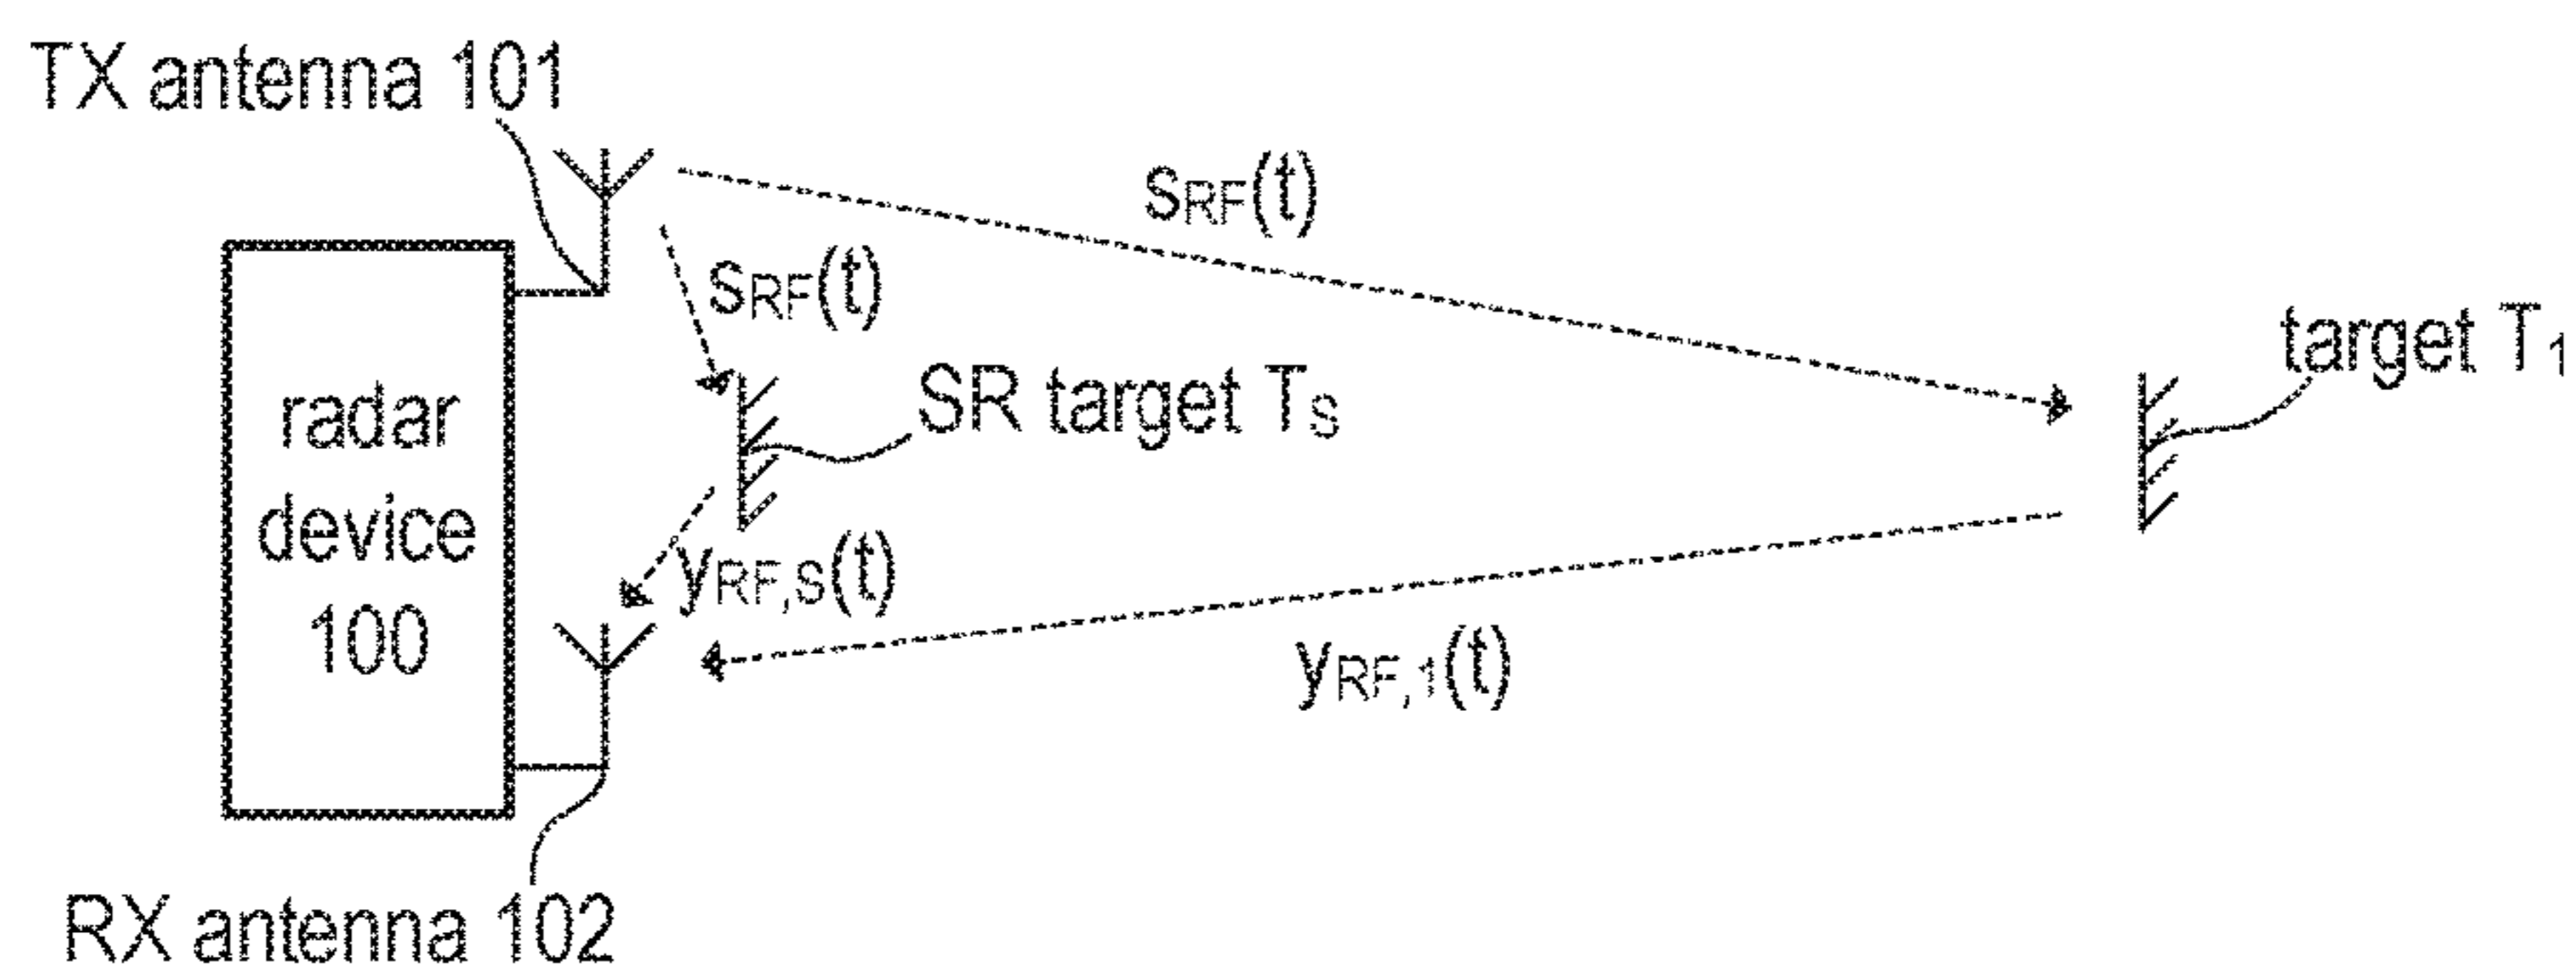 TX antenna 101
sRF(t)
sRF(t)
target T1
SR target TS
radar
device
100
yRF,S(t)
yRF,1(t)
RX antenna 102